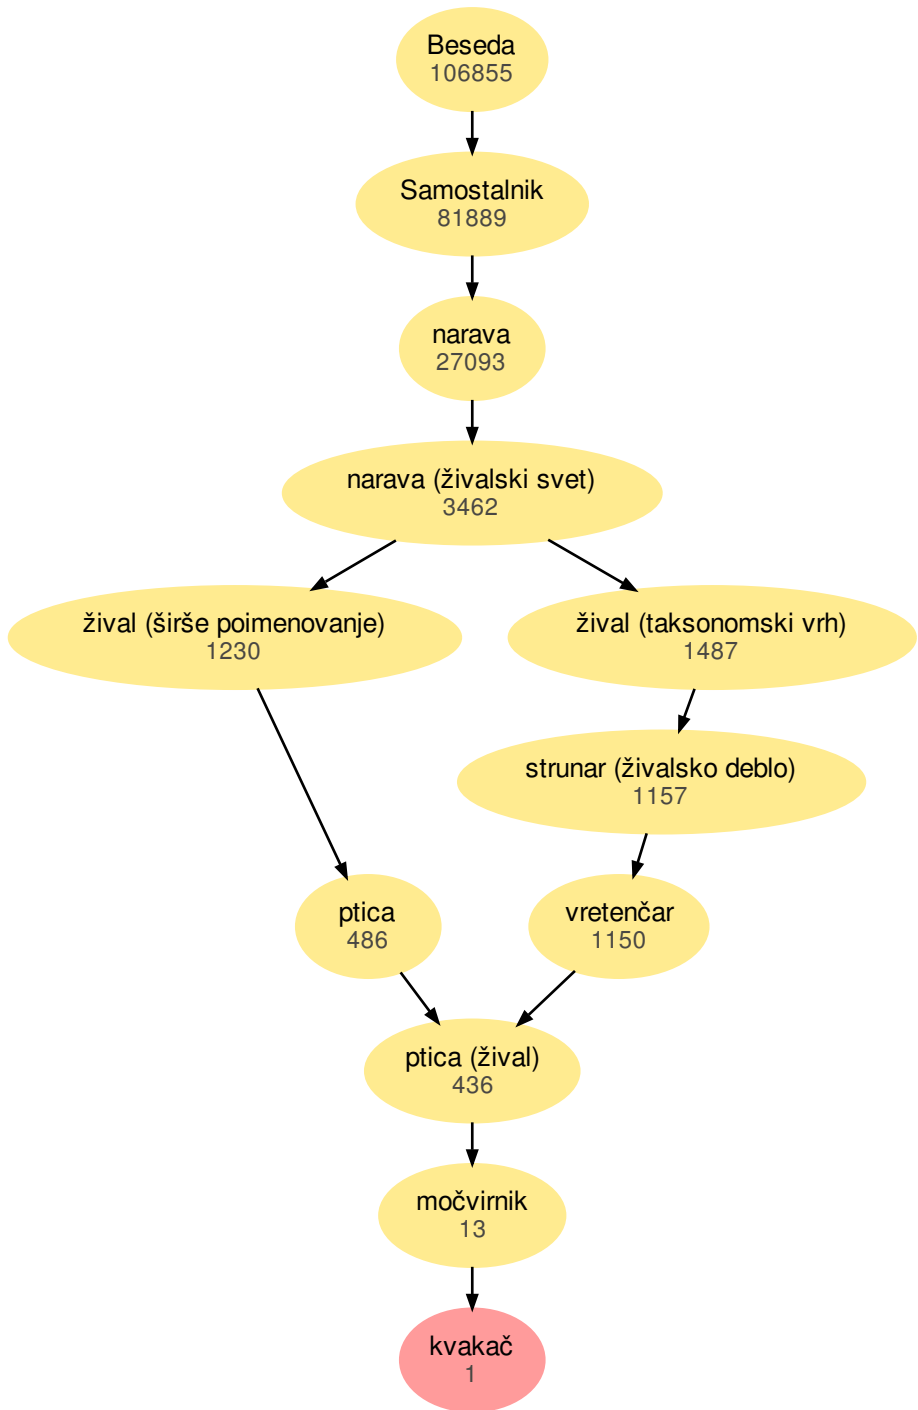 Beseda
106855
Samostalnik
81889
narava
27093
narava (živalski svet)
3462
žival (širše poimenovanje)
1230
žival (taksonomski vrh)
1487
strunar (živalsko deblo)
1157
ptica
486
vretenčar
1150
ptica (žival)
436
močvirnik
13
kvakač
1